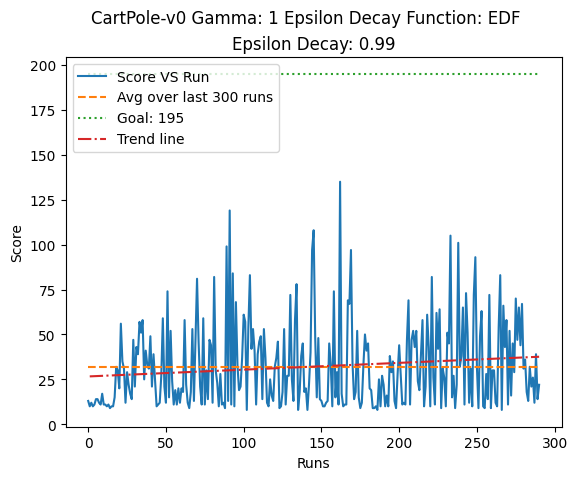 CartPole-v0 Gamma: 1 Epsilon Decay Function: EDF
Epsilon Decay: 0.99
200
175
150
125
100
75
50
25
0
Score
Score VS Run
Avg over last 300 runs
Goal: 195
Trend line
0
50
100
150
200
250
300
Runs